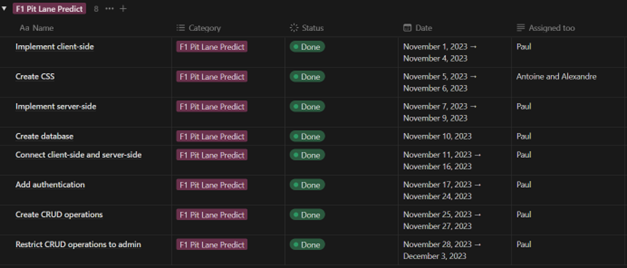 F1 Pit Lane Predict 8
Aa Name Category Status Date Assigned too
Implement client-side F1 Pit Lane Predict Done November 1, 2023 → Paul
November 4, 2023
Create CSS F1 Pit Lane Predict Done November 5, 2023 → Antoine and Alexandre
November 6, 2023
Implement server-side F1 Pit Lane Predict Done November 7, 2023 → Paul
November 9, 2023
Create database F1 Pit Lane Predict Done November 10, 2023 Paul
Connect client-side and server-side F1 Pit Lane Predict Done November 11, 2023 → Paul
November 16, 2023
Add authentication F1 Pit Lane Predict Done November 17, 2023 → Paul
November 24, 2023
Create CRUD operations F1 Pit Lane Predict Done November 25, 2023 → Paul
November 27, 2023
Restrict CRUD operations to admin F1 Pit Lane Predict Done November 28, 2023 → Paul
December 3, 2023